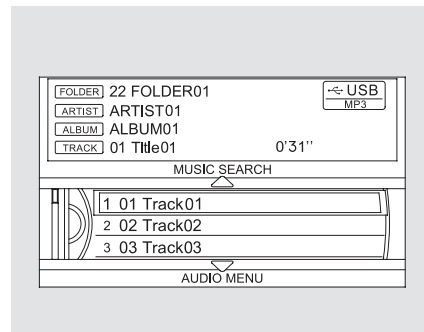 FOLDER 22 FOLDER01
USB
MP3
ARTIST ARTIST01
ALBUM ALBUM01
TRACK 01 TItle01 0'31''
MUSIC SEARCH
1 01 Track01
2 02 Track02
3 03 Track03
AUDIO MENU